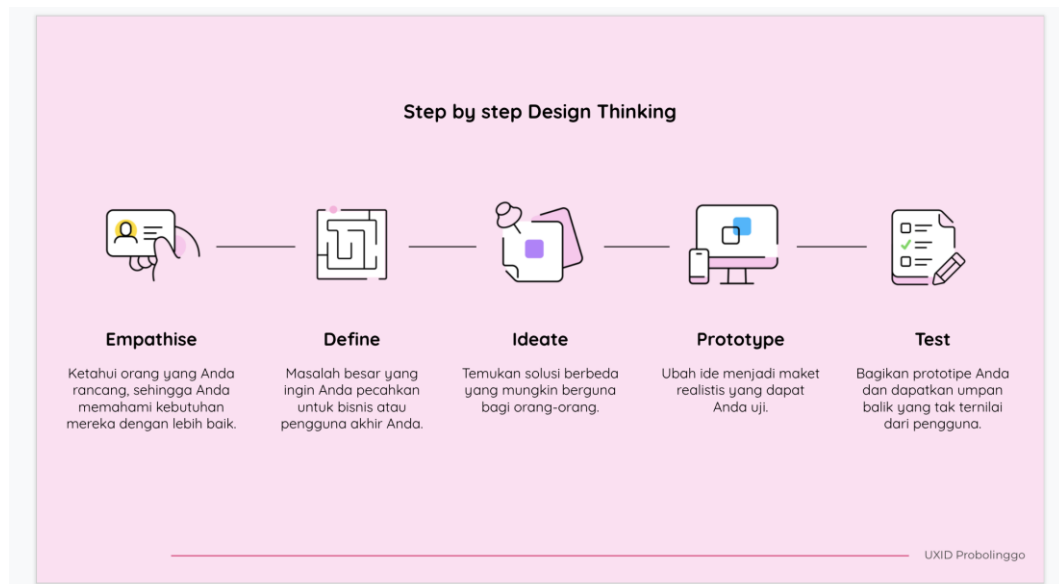 Step by step Design Thinking
Empathise
Ketahui orang yang Anda
rancang, sehingga Anda
memahami kebutuhan
mereka dengan lebih baik.
Define
Masalah besar yang
ingin Anda pecahkan
untuk bisnis atau
pengguna akhir Anda.
Ideate
Temukan solusi berbeda
yang mungkin berguna
bagi orang-orang.
Prototype
Ubah ide menjadi maket
realistis yang dapat
Anda uji.
Test
Bagikan prototipe Anda
dan dapatkan umpan
balik yang tak ternilai
dari pengguna.
UXID Probolinggo